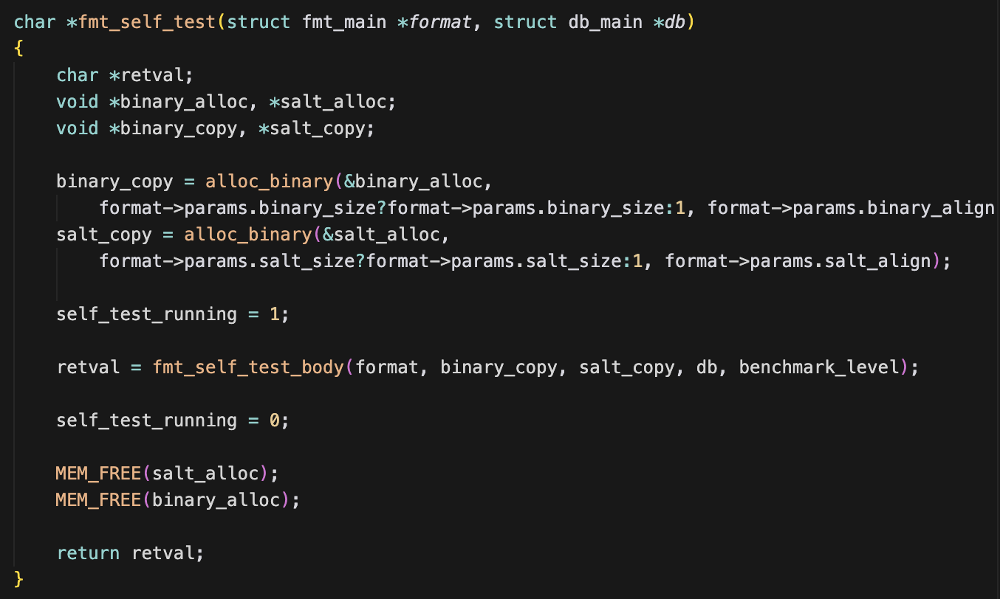 char *fmt_self_test(struct fmt_main *format, struct db_main *db)
{
    char *retval;
    void *binary_alloc, *salt_alloc;
    void *binary_copy, *salt_copy;

    binary_copy = alloc_binary(&binary_alloc,
        format->params.binary_size?format->params.binary_size:1, format->params.binary_align
    salt_copy = alloc_binary(&salt_alloc,
        format->params.salt_size?format->params.salt_size:1, format->params.salt_align);

    self_test_running = 1;

    retval = fmt_self_test_body(format, binary_copy, salt_copy, db, benchmark_level);

    self_test_running = 0;

    MEM_FREE(salt_alloc);
    MEM_FREE(binary_alloc);

    return retval;
}